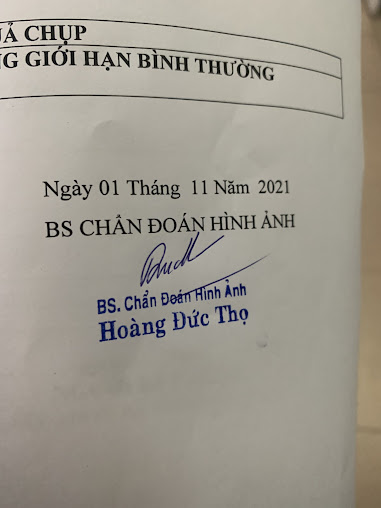 Ả CHỤP
G GIỚI HẠN BÌNH THƯỜNG
Ngày 01 Tháng 11 Năm 2021
BS CHÂN ĐOÁN HÌNH ẢNH
BS. Chẩn Đoán Hình Ảnh
Hoàng Đức Thọ